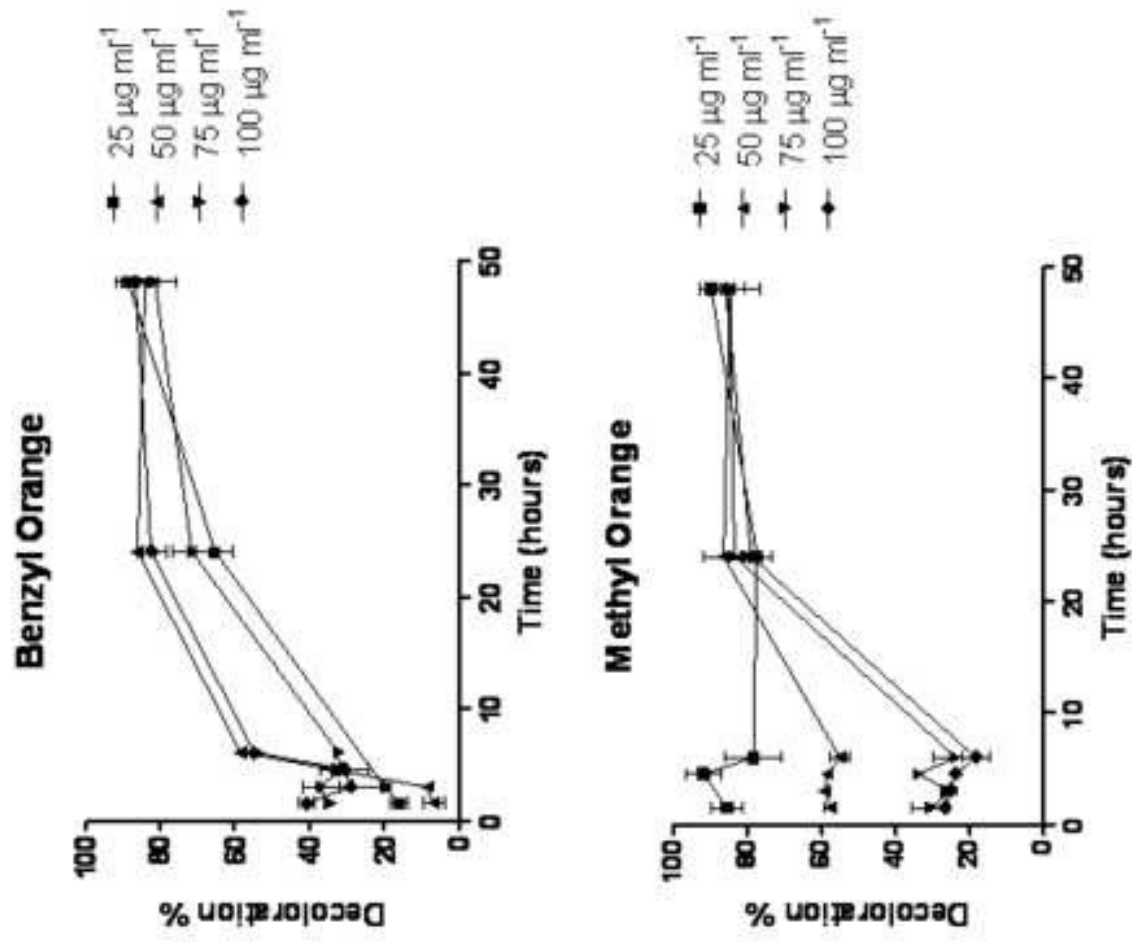 Benzyl Orange
Decoloration %
100
80
60
40
20
0
0
10
20
30
40
50
Time (hours)
25 µg ml⁻¹
50 µg ml⁻¹
75 µg ml⁻¹
100 µg ml⁻¹
Methyl Orange
Decoloration %
100
80
60
40
20
0
0
10
20
30
40
50
Time (hours)
25 µg ml⁻¹
50 µg ml⁻¹
75 µg ml⁻¹
100 µg ml⁻¹